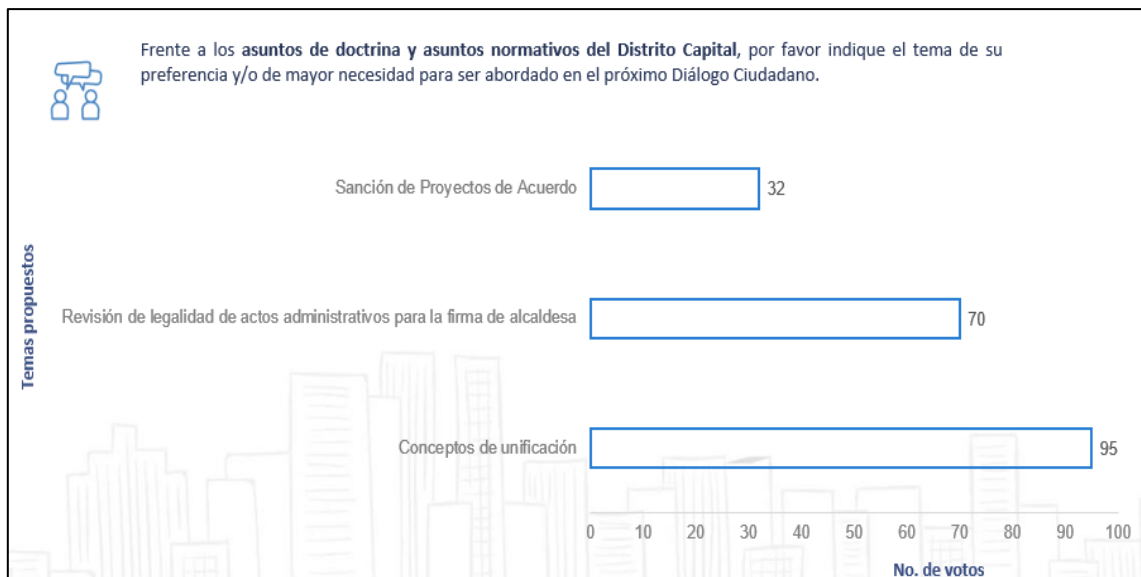 Frente a los asuntos de doctrina y asuntos normativos del Distrito Capital, por favor indique el tema de su
preferencia y/o de mayor necesidad para ser abordado en el próximo Diálogo Ciudadano.
Temas propuestos
Sanción de Proyectos de Acuerdo
32
Revisión de legalidad de actos administrativos para la firma de alcaldesa
70
Conceptos de unificación
95
0 10 20 30 40 50 60 70 80 90 100
No. de votos